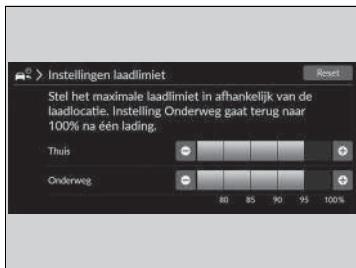 Instellingen laadlimiet
Reset
Stel het maximale laadlimiet in afhankelijk van de
laadlocatie. Instelling Onderweg gaat terug naar
100% na één lading.
Thuis
Onderweg
80 85 90 95 100%